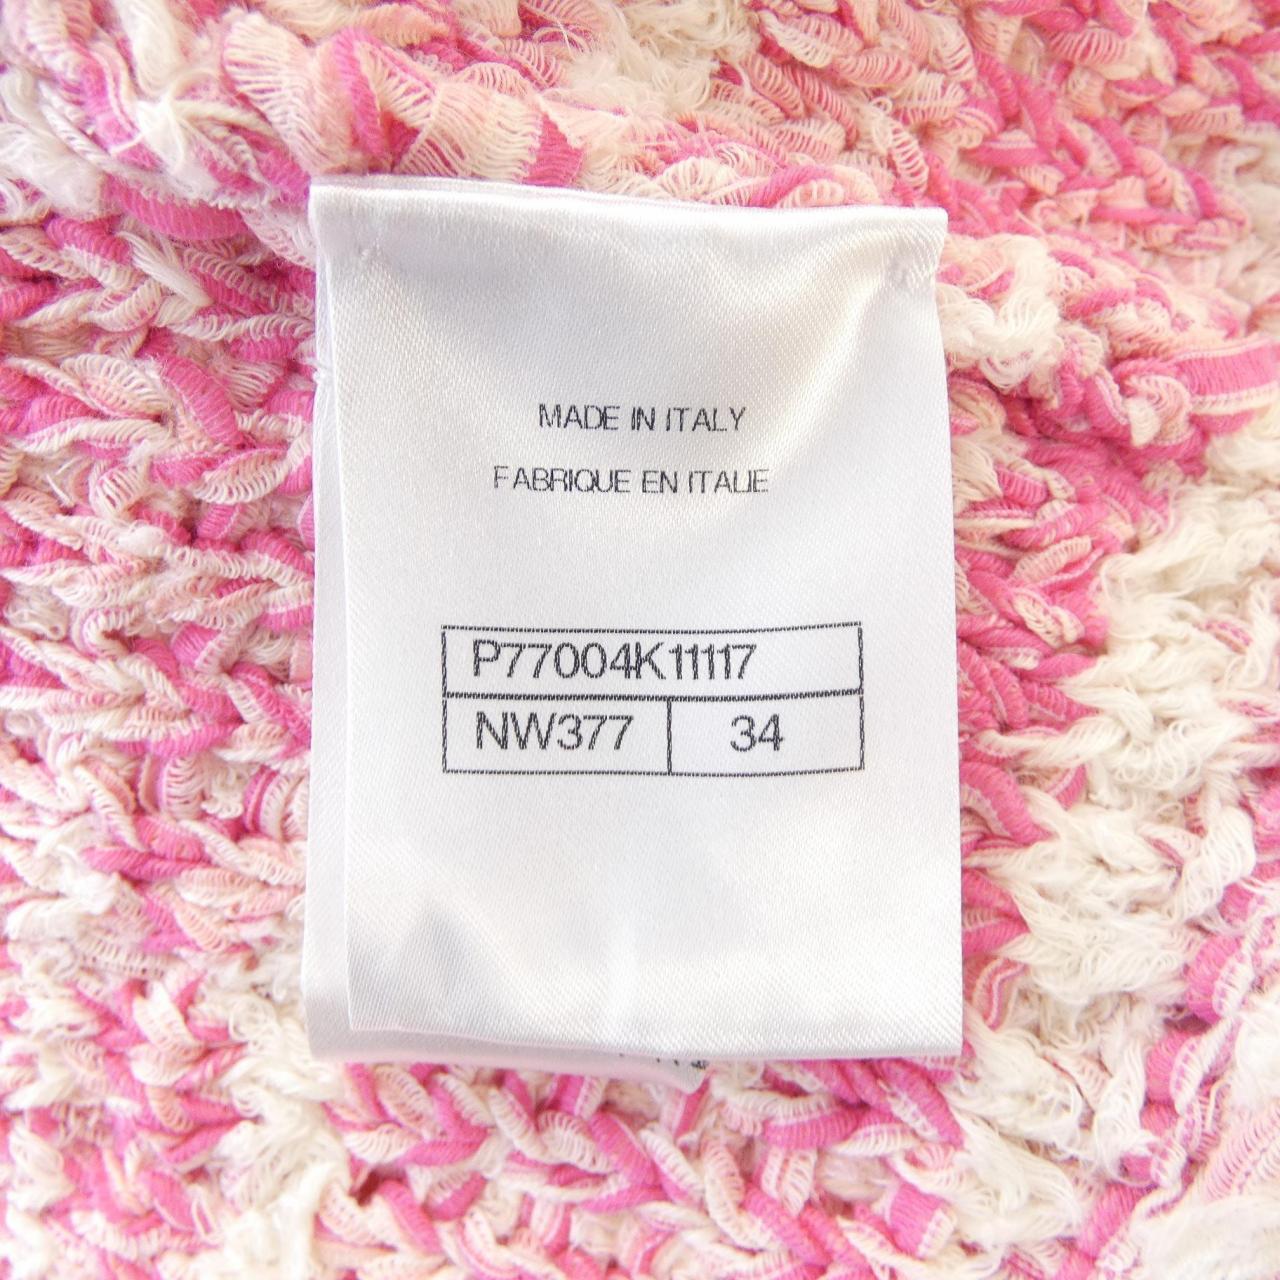 MADE IN ITALY
FABRIQUE EN ITALIE
P77004K11117
NW377 34